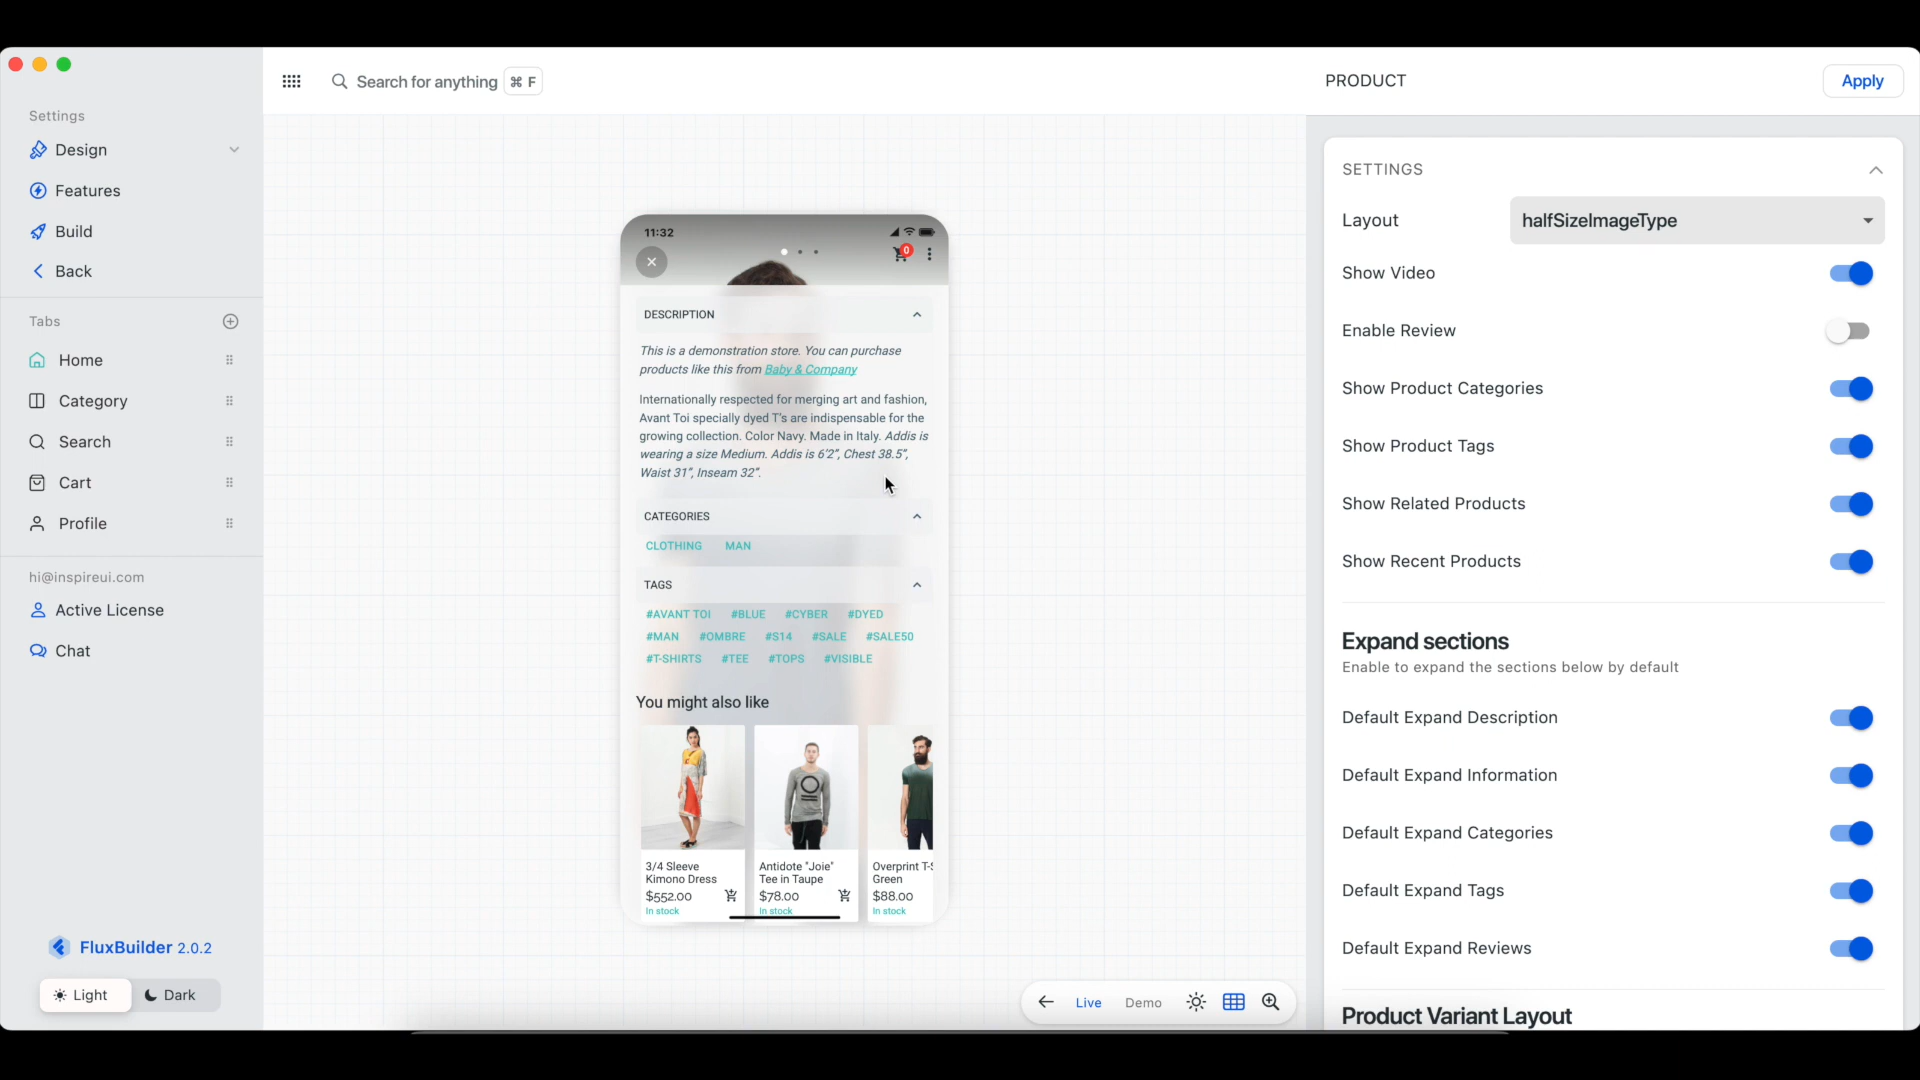 Settings
Design
Features
Build
Back
Tabs
Home
Category
Search
Cart
Profile
hi@inspireui.com
Active License
Chat
FluxBuilder 2.0.2
Light
Dark
Search for anything
⌘ F
11:32
0
DESCRIPTION
This is a demonstration store. You can purchase
products like this from Baby & Company
Internationally respected for merging art and fashion,
Avant Toi specially dyed T's are indispensable for the
growing collection. Color Navy. Made in Italy. Addis is
wearing a size Medium. Addis is 6'2", Chest 38.5",
Waist 31", Inseam 32".
CATEGORIES
CLOTHING MAN
TAGS
#AVANT TOI #BLUE #CYBER #DYED
#MAN #OMBRE #S14 #SALE #SALE50
#T-SHIRTS #TEE #TOPS #VISIBLE
You might also like
3/4 Sleeve
Kimono Dress
$552.00
In stock
Antidote "Joie"
Tee in Taupe
$78.00
In stock
Overprint T-S
Green
$88.00
In stock
Live
Demo
PRODUCT
Apply
SETTINGS
Layout
halfSizeImageType
Show Video
Enable Review
Show Product Categories
Show Product Tags
Show Related Products
Show Recent Products
Expand sections
Enable to expand the sections below by default
Default Expand Description
Default Expand Information
Default Expand Categories
Default Expand Tags
Default Expand Reviews
Product Variant Layout